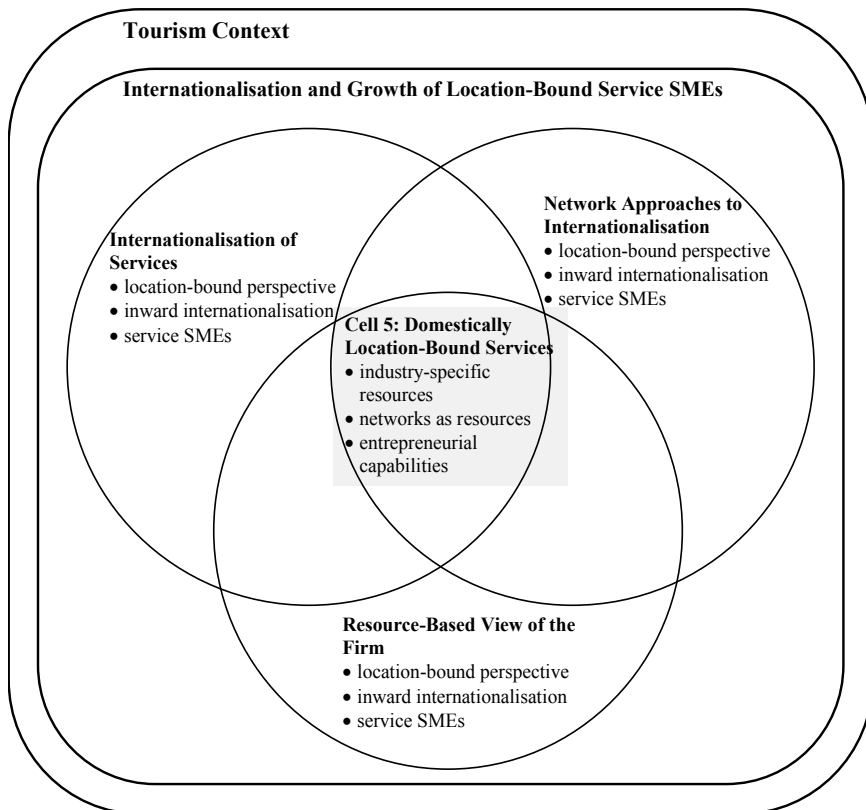 Tourism Context
Internationalisation and Growth of Location-Bound Service SMEs
Internationalisation of
Services
• location-bound perspective
• inward internationalisation
• service SMEs
Network Approaches to
Internationalisation
• location-bound perspective
• inward internationalisation
• service SMEs
Cell 5: Domestically
Location-Bound Services
• industry-specific
resources
• networks as resources
• entrepreneurial
capabilities
Resource-Based View of the
Firm
• location-bound perspective
• inward internationalisation
• service SMEs